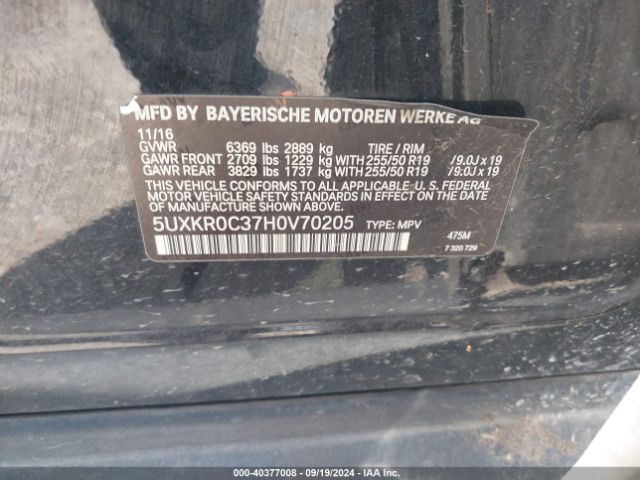 MFD BY BAYERISCHE MOTOREN WERKE AG
11/16
GVWR 6369 lbs 2889 kg TIRE / RIM
GAWR FRONT 2709 lbs 1229 kg WITH 255/50 R19 /9.0J x 19
GAWR REAR 3829 lbs 1737 kg WITH 255/50 R19 /9.0J x 19
THIS VEHICLE CONFORMS TO ALL APPLICABLE U. S. FEDERAL
MOTOR VEHICLE SAFETY STANDARDS IN EFFECT ON THE
DATE OF MANUFACTURE SHOWN ABOVE.
5UXKR0C37H0V70205 TYPE: MPV
475M
7 320 729
000-40377008 - 09/19/2024 - IAA Inc.